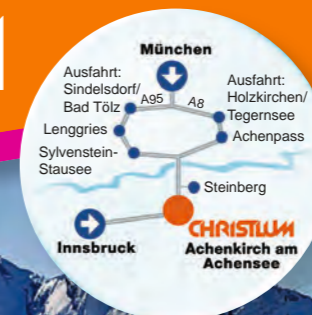 München
Ausfahrt:
Sindelsdorf/
Bad Tölz
A95
A8
Ausfahrt:
Holzkirchen/
Tegernsee
Lenggries
Achenpass
Sylvenstein-
Stausee
Steinberg
Innsbruck
CHRISTLUM
Achenkirch am
Achensee